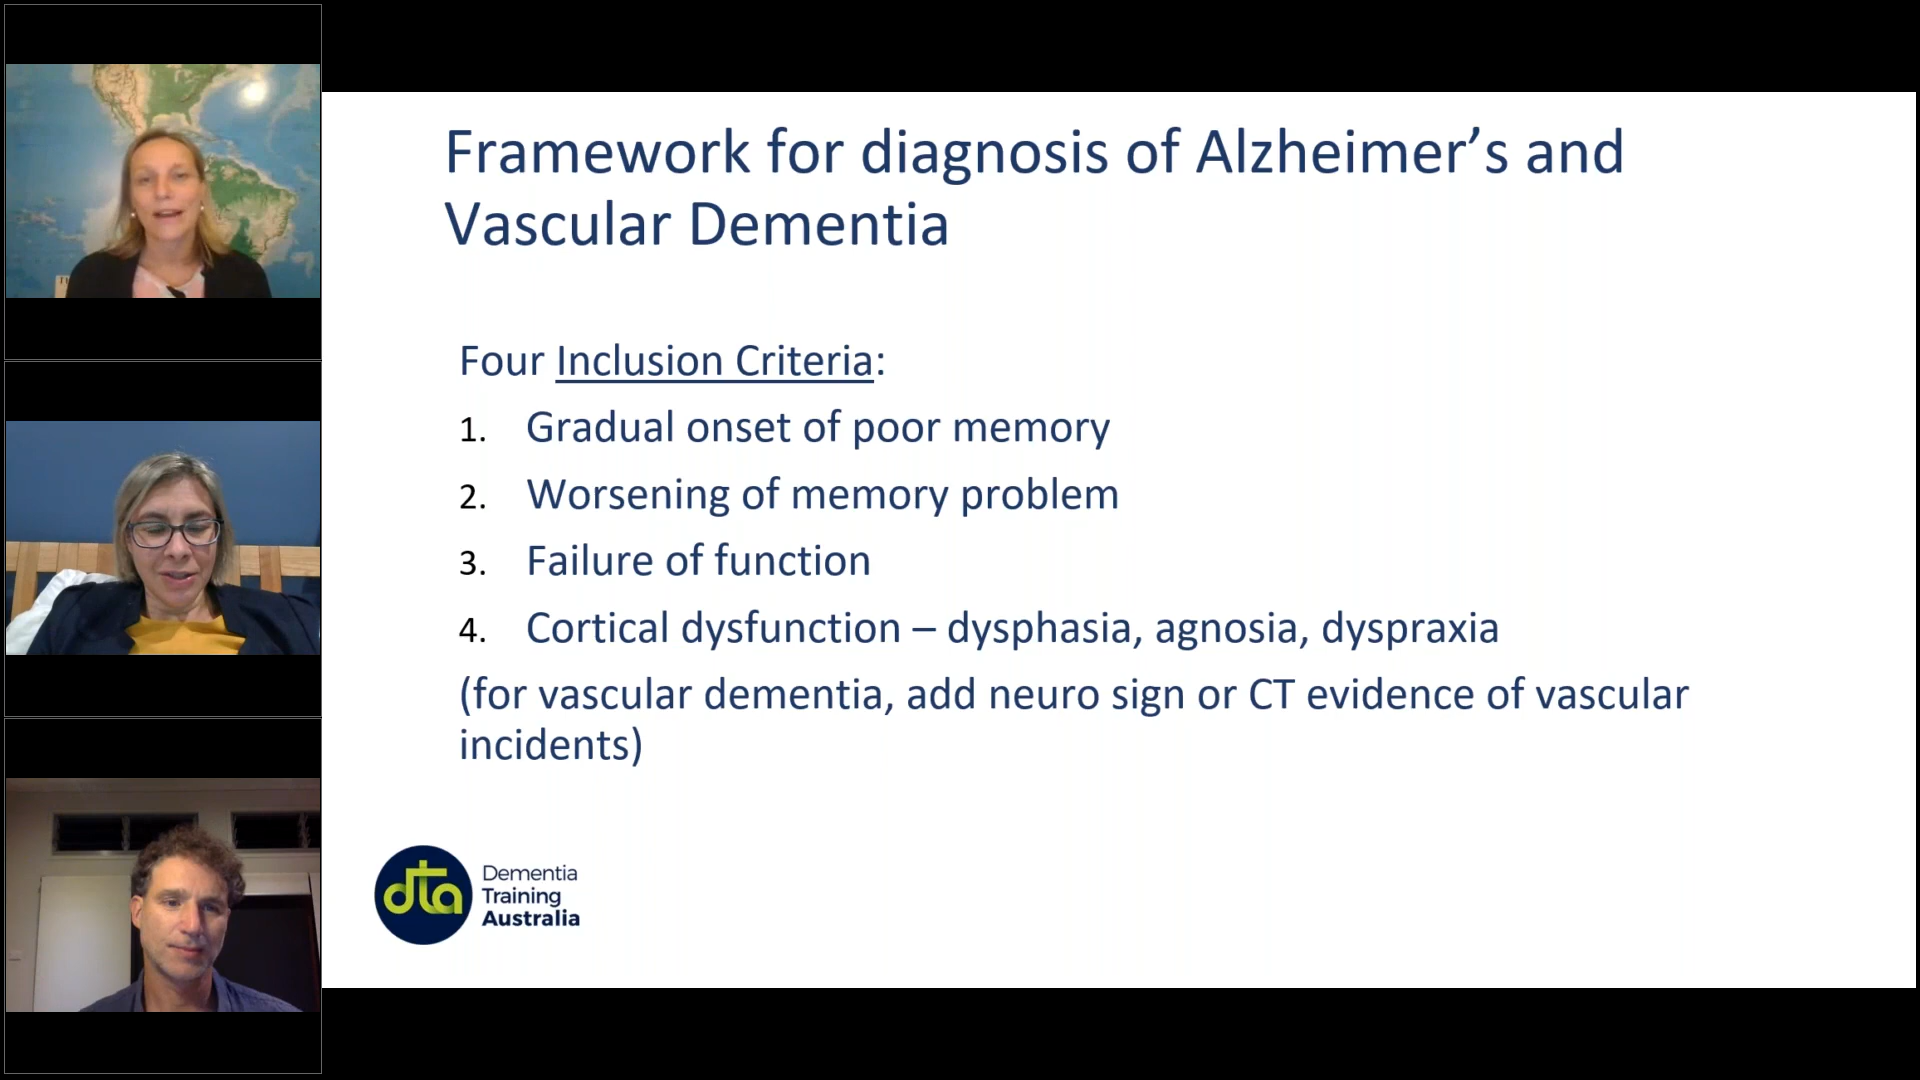 Framework for diagnosis of Alzheimer’s and
Vascular Dementia
Four Inclusion Criteria:
1. Gradual onset of poor memory
2. Worsening of memory problem
3. Failure of function
4. Cortical dysfunction – dysphasia, agnosia, dyspraxia
(for vascular dementia, add neuro sign or CT evidence of vascular
incidents)
dta
Dementia
Training
Australia